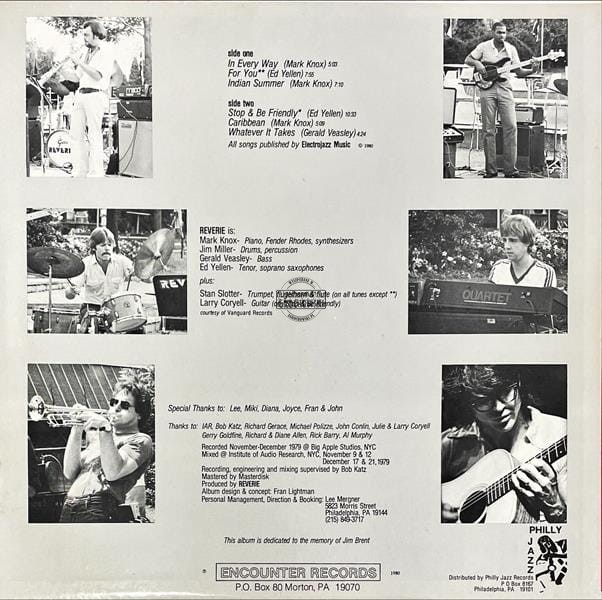 side one
In Every Way (Mark Knox) 5:03
For You** (Ed Yellen) 7:55
Indian Summer (Mark Knox) 7:10
side two
Stop & Be Friendly* (Ed Yellen) 10:33
Caribbean (Mark Knox) 5:09
Whatever It Takes (Gerald Veasley) 4:24
All songs published by Electrojazz Music © 1980
REVERIE
REVERIE is:
Mark Knox- Piano, Fender Rhodes, synthesizers
Jim Miller- Drums, percussion
Gerald Veasley- Bass
Ed Yellen- Tenor, soprano saxophones
plus:
Stan Slotter- Trumpet, flugelhorn & flute (on all tunes except **)
Larry Coryell- Guitar (on Stop & Be Friendly)
courtesy of Vanguard Records
REV
QUARTET
Special Thanks to: Lee, Miki, Diana, Joyce, Fran & John
Thanks to: IAR, Bob Katz, Richard Gerace, Michael Polizze, John Conlin, Julie & Larry Coryell
Gerry Goldfine, Richard & Diane Allen, Rick Barry, Al Murphy
Recorded November-December 1979 @ Big Apple Studios, NYC
Mixed @ Institute of Audio Research, NYC, November 9 & 12
December 17 & 21, 1979
Recording, engineering and mixing supervised by Bob Katz
Mastered by Masterdisk
Produced by REVERIE
Album design & concept: Fran Lightman
Personal Management, Direction & Booking: Lee Mergner
5823 Morris Street
Philadelphia, PA 19144
(215) 849-3717
This album is dedicated to the memory of Jim Brent
PHILLY
JAZZ
Distributed by Philly Jazz Records
P O Box 8167
Philadelphia, PA 19101
℗ ENCOUNTER RECORDS 1980
P.O. Box 80 Morton, PA 19070